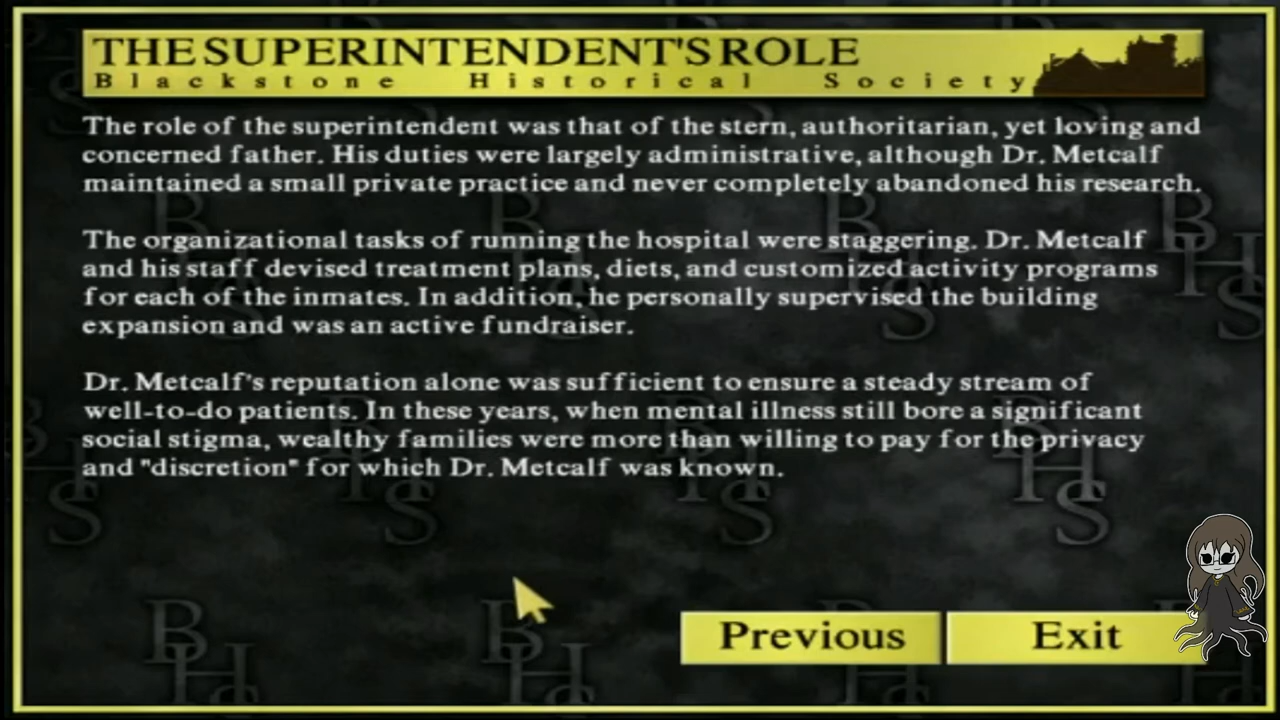 THE SUPERINTENDENT'S ROLE
Blackstone Historical Society
The role of the superintendent was that of the stern, authoritarian, yet loving and
concerned father. His duties were largely administrative, although Dr. Metcalf
maintained a small private practice and never completely abandoned his research.
The organizational tasks of running the hospital were staggering. Dr. Metcalf
and his staff devised treatment plans, diets, and customized activity programs
for each of the inmates. In addition, he personally supervised the building
expansion and was an active fundraiser.
Dr. Metcalf's reputation alone was sufficient to ensure a steady stream of
well-to-do patients. In these years, when mental illness still bore a significant
social stigma, wealthy families were more than willing to pay for the privacy
and "discretion" for which Dr. Metcalf was known.
Previous Exit